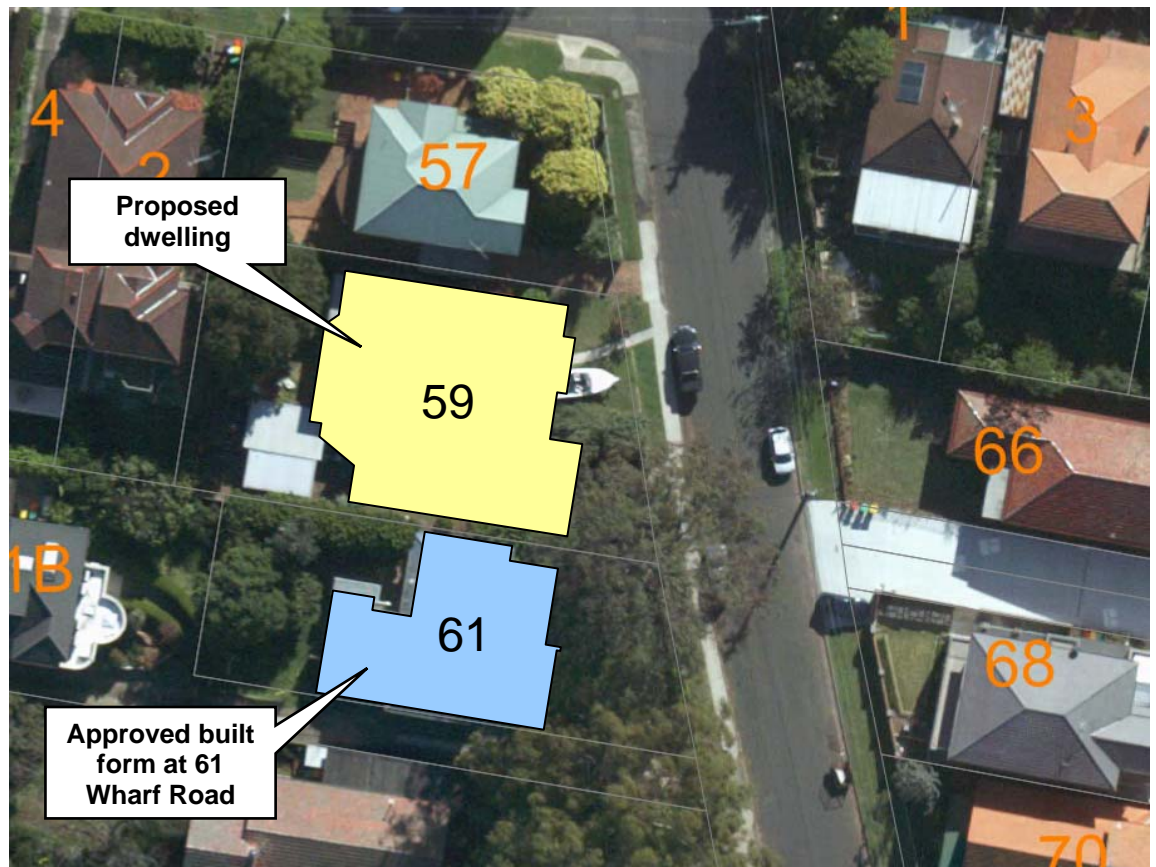 1
4
3
57
2
Proposed
dwelling
59
66
1B
61
68
Approved built
form at 61
Wharf Road
70